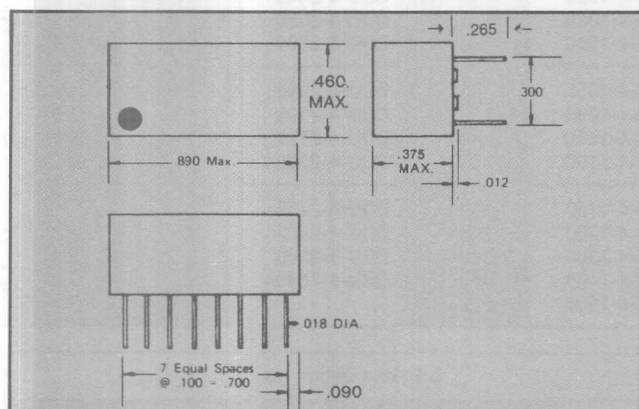 .265
.460
MAX.
300
890 Max
.375
MAX.
.012
.018 DIA.
7 Equal Spaces
@ .100 = .700
.090